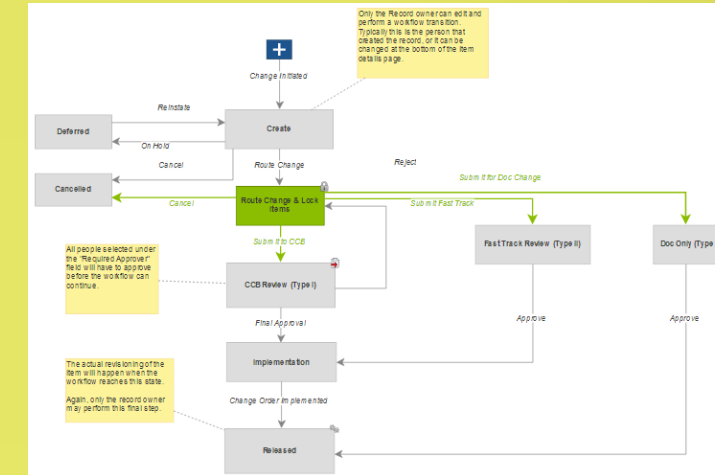 Only the Record owner can edit and
perform a workflow transition.
Typically this is the person that
created the record, or it can be
changed at the bottom of the item
details page.
Change Initiated
Reinstate
Deferred
Create
On Hold
Cancel
Route Change
Reject
Submit for Doc Change
Cancelled
Cancel
Route Change & Lock
Items
Submit Fast Track
Submit to CCB
Fast Track Review (Type II)
Doc Only (Type
All people selected under
the "Required Approver"
field will have to approve
before the workflow can
continue.
CCB Review (Type I)
Final Approval
Approve
Approve
Implementation
The actual revisioning of the
item will happen when the
workflow reaches this state.
Again, only the record owner
may perform this final step.
Change Order Implemented
Released